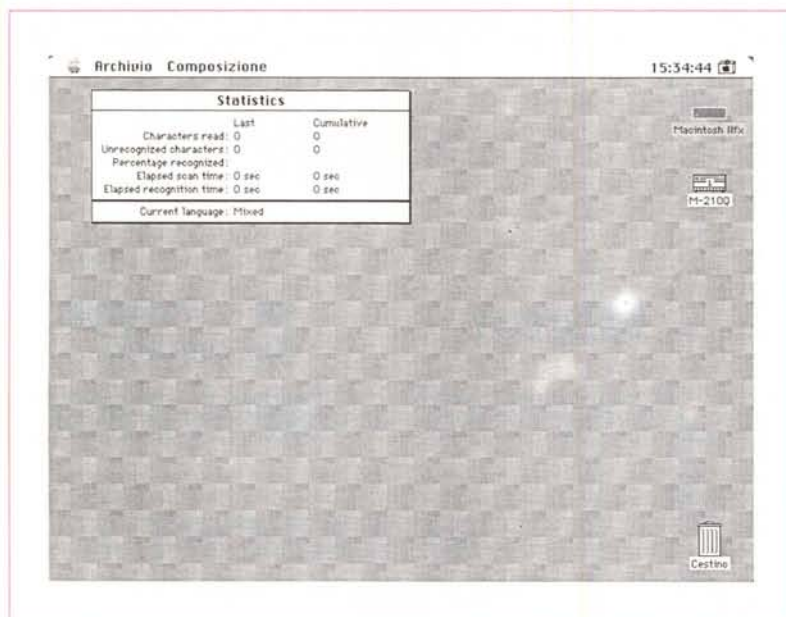 Archivio Composizione 15:34:44
Statistics
Last Cumulative
Characters read: 0 0
Unrecognized characters: 0 0
Percentage recognized:
Elapsed scan time: 0 sec 0 sec
Elapsed recognition time: 0 sec 0 sec
Current language: Mixed
Macintosh IIfx
M-2100
Cestino